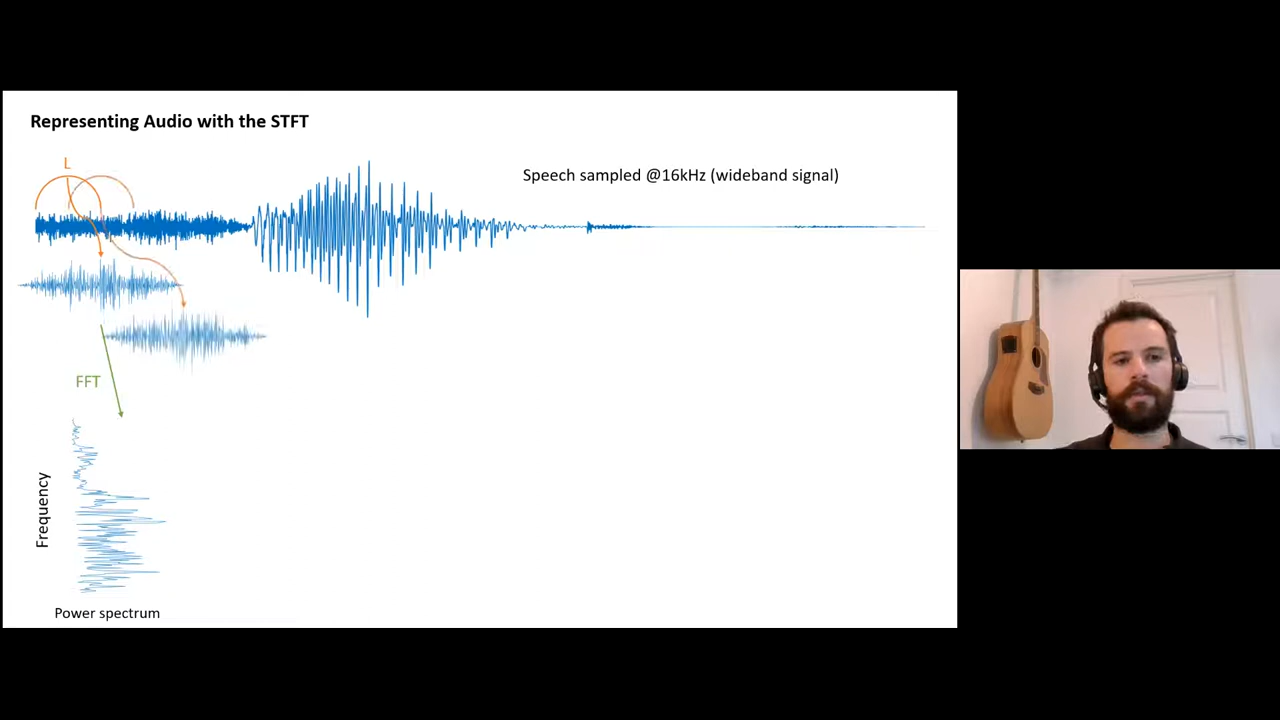 Representing Audio with the STFT
L
Speech sampled @16kHz (wideband signal)
FFT
Frequency
Power spectrum